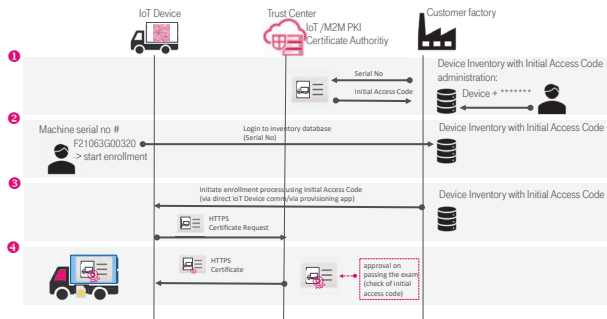 IoT Device
Trust Center
IoT /M2M PKI
Certificate Authoritiy
Customer factory
1
Serial No
Initial Access Code
Device Inventory with Initial Access Code
administration:
Device + *******
2
Machine serial no #
F21063G00320
-> start enrollment
Login to inventory database
(Serial No)
Device Inventory with Initial Access Code
3
Initiate enrollment process using Initial Access Code
(via direct IoT Device comm/via provisioning app)
Device Inventory with Initial Access Code
HTTPS
Certificate Request
4
HTTPS
Certificate
approval on
passing the exam
(check of initial
access code)